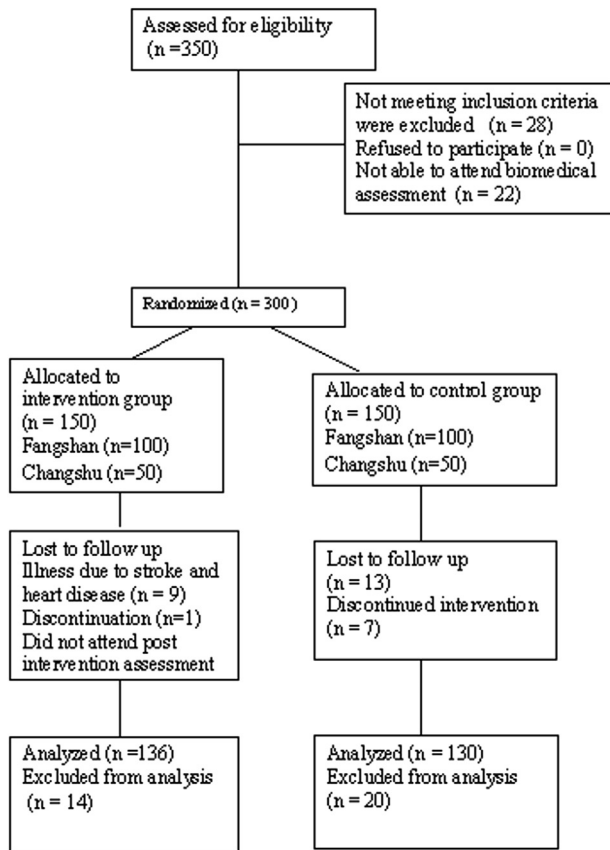 Assessed for eligibility
(n =350)
Not meeting inclusion criteria
were excluded (n = 28)
Refused to participate (n = 0)
Not able to attend biomedical
assessment (n = 22)
Randomized (n = 300)
Allocated to
intervention group
(n = 150)
Fangshan (n=100)
Changshu (n=50)
Allocated to control group
(n = 150)
Fangshan (n=100)
Changshu (n=50)
Lost to follow up
Illness due to stroke and
heart disease (n = 9)
Discontinuation (n=1)
Did not attend post
intervention assessment
Lost to follow up
(n = 13)
Discontinued intervention
(n = 7)
Analyzed (n =136)
Excluded from analysis
(n = 14)
Analyzed (n = 130)
Excluded from analysis
(n = 20)